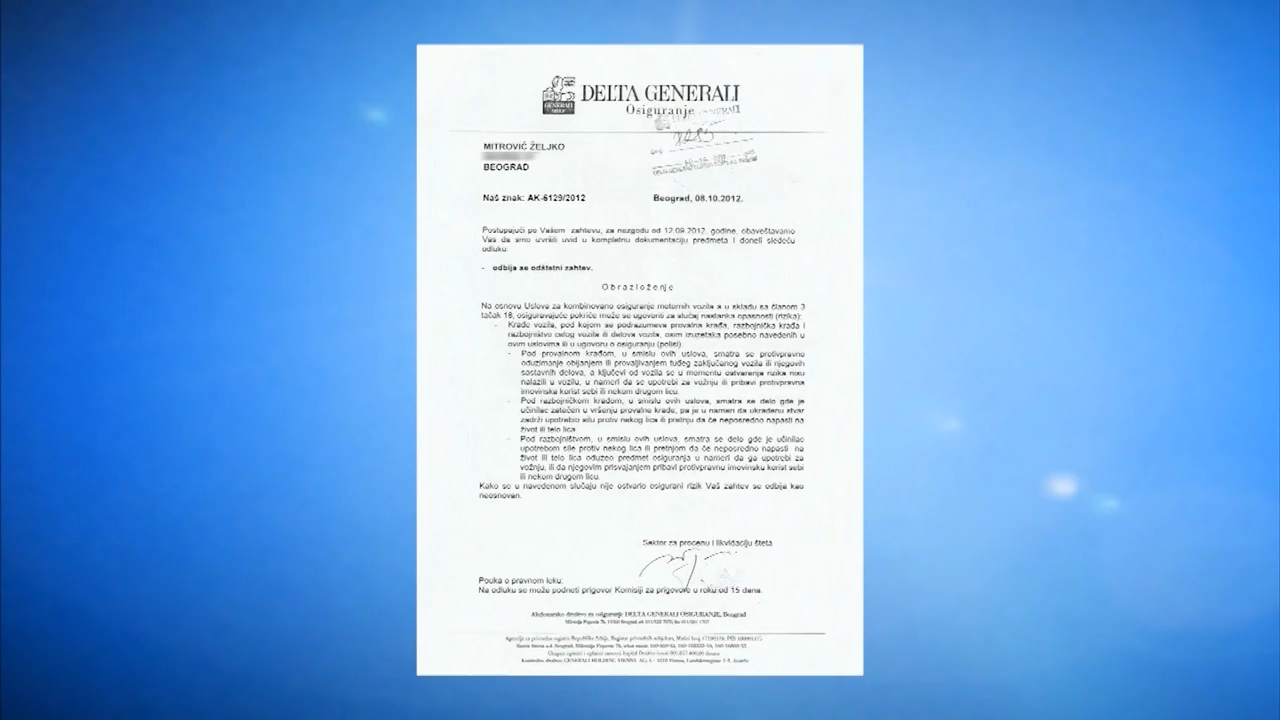 GENERALI
GROUP
DELTA GENERALI
Osiguranje
MITROVIĆ ŽELJKO
BEOGRAD
Naš znak: AK-6129/2012
Beograd, 08.10.2012.
Postupajući po Vašem zahtevu, za nezgodu od 12.09.2012. godine, obaveštavamo
Vas da smo izvršili uvid u kompletnu dokumentaciju predmeta i doneli sledeću
odluku:
- odbija se odštetni zahtev.
Obrazloženje
Na osnovu Uslova za kombinovano osiguranje motornih vozila a u skladu sa članom 3
tačak 18, osiguravajuće pokriće može se ugovoriti za slučaj nastanka opasnosti (rizika):
- Krađe vozila, pod kojom se podrazumeva provalna krađa, razbojnička krađa i
razbojništvo celog vozila ili delova vozila, osim izuzetaka posebno navedenih u
ovim uslovima ili u ugovoru o osiguranju (polisi).
- Pod provalnom krađom, u smislu ovih uslova, smatra se protivpravno
oduzimanje obijanjem ili provaljivanjem tuđeg zaključanog vozila ili njegovih
sastavnih delova, a ključevi od vozila se u momentu ostvarenja rizika nisu
nalazili u vozilu, u nameri da se upotrebi za vožnju ili pribavi protivpravna
imovinska korist sebi ili nekom drugom licu.
- Pod razbojničkom krađom, u smislu ovih uslova, smatra se delo gde je
učinilac zatečen u vršenju provalne krađe, pa je u nameri da ukradenu stvar
zadrži upotrebio silu protiv nekog lica ili pretnju da će neposredno napasti na
život ili telo lica.
- Pod razbojništvom, u smislu ovih uslova, smatra se delo gde je učinilac
upotrebom sile protiv nekog lica ili pretnjom da će neposredno napasti na
život ili telo lica oduzeo predmet osiguranja u nameri da ga upotrebi za
vožnju, ili da njegovim prisvajanjem pribavi protivpravnu imovinsku korist sebi
ili nekom drugom licu.
Kako se u navedenom slučaju nije ostvario osigurani rizik Vaš zahtev se odbija kao
neosnovan.
Sektor za procenu i likvidaciju šteta
Pouka o pravnom leku:
Na odluku se može podneti prigovor Komisiji za prigovore u roku od 15 dana.
Akcionarsko društvo za osiguranje DELTA GENERALI OSIGURANJE, Beograd